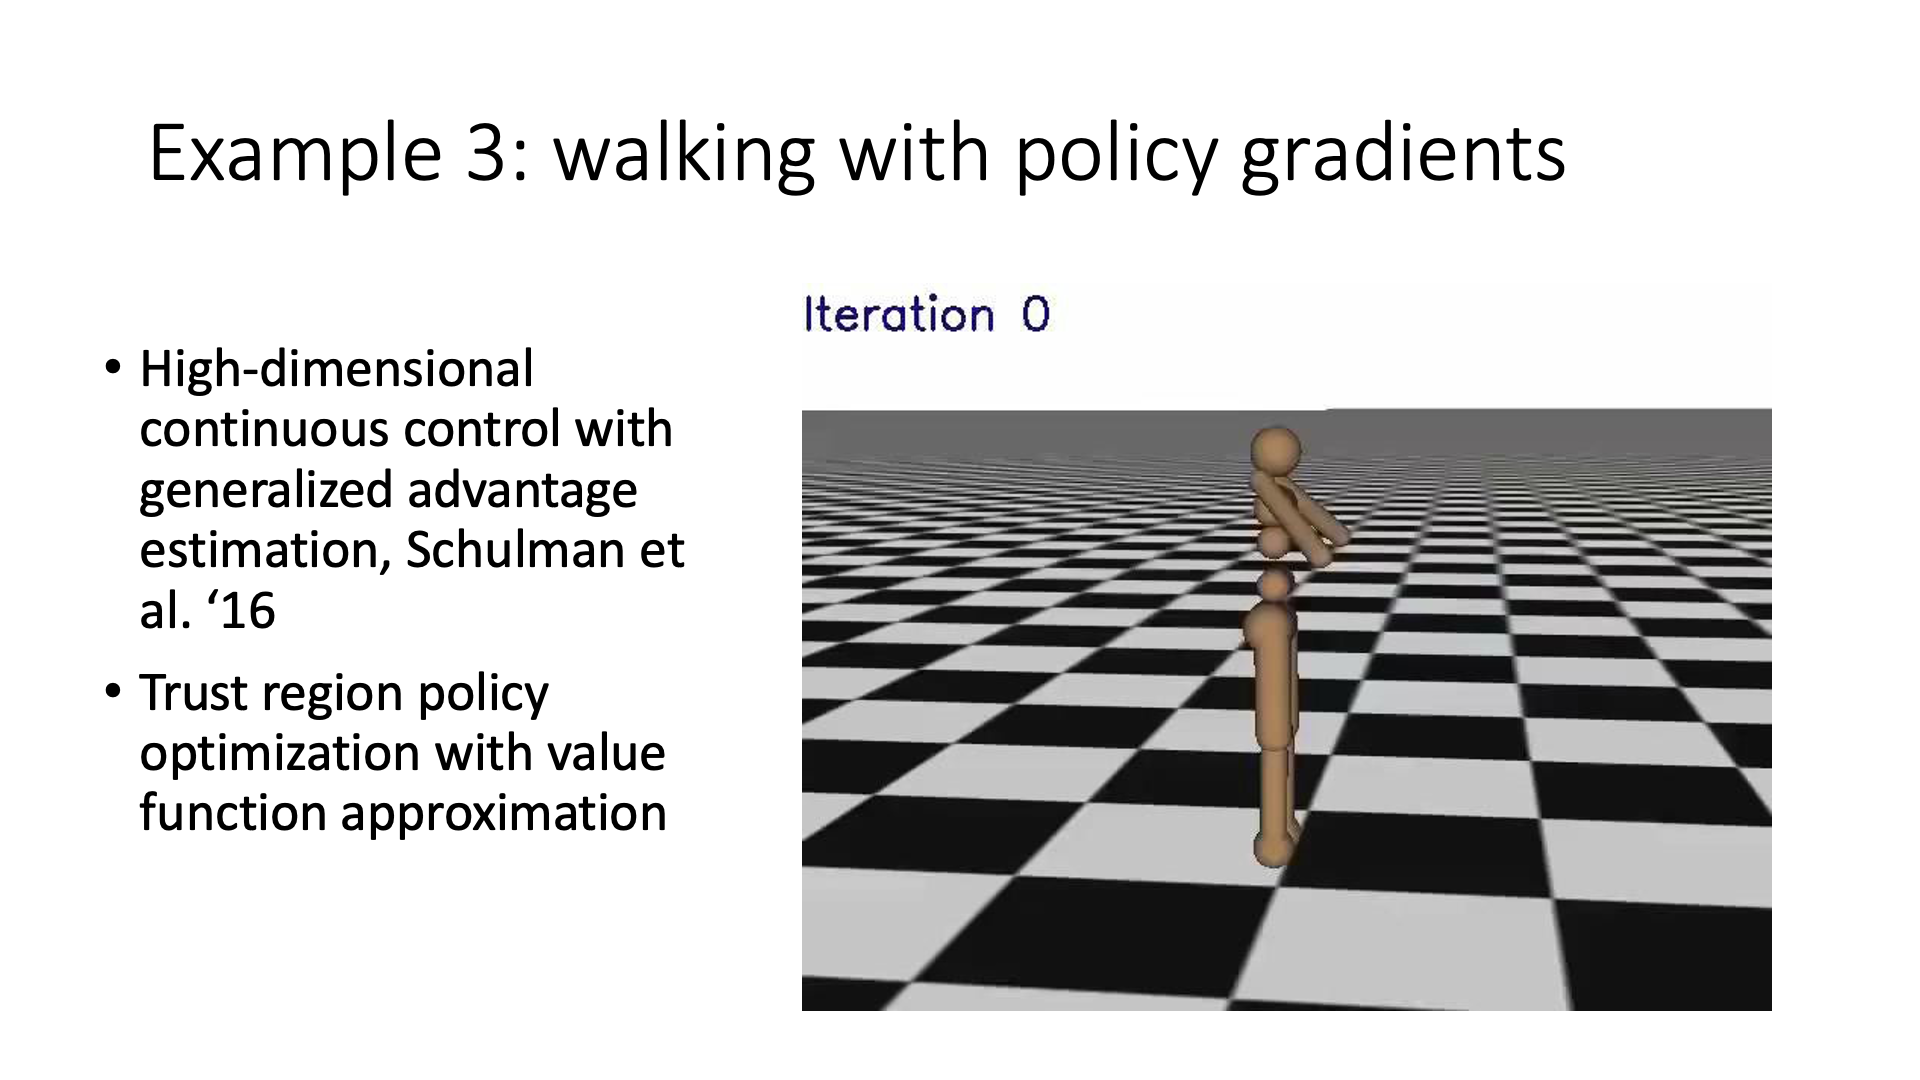 Example 3: walking with policy gradients
• High-dimensional
continuous control with
generalized advantage
estimation, Schulman et
al. ‘16
• Trust region policy
optimization with value
function approximation
Iteration 0